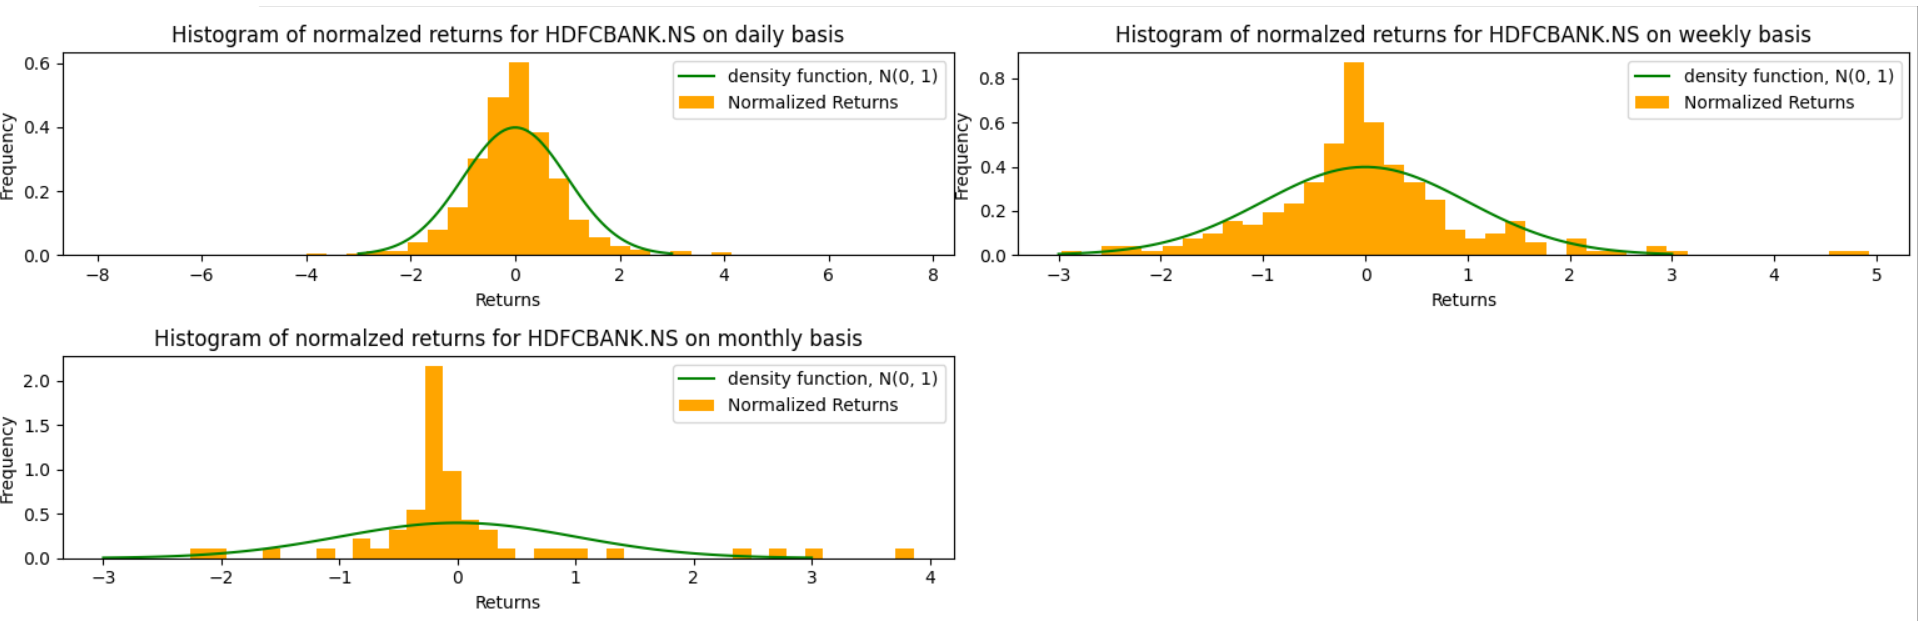 Histogram of normalzed returns for HDFCBANK.NS on daily basis
0.6
0.4
0.2
0.0
Frequency
density function, N(0, 1)
Normalized Returns
−8 −6 −4 −2 0 2 4 6 8
Returns
Histogram of normalzed returns for HDFCBANK.NS on weekly basis
0.8
0.6
0.4
0.2
0.0
Frequency
density function, N(0, 1)
Normalized Returns
−3 −2 −1 0 1 2 3 4 5
Returns
Histogram of normalzed returns for HDFCBANK.NS on monthly basis
2.0
1.5
1.0
0.5
0.0
Frequency
density function, N(0, 1)
Normalized Returns
−3 −2 −1 0 1 2 3 4
Returns